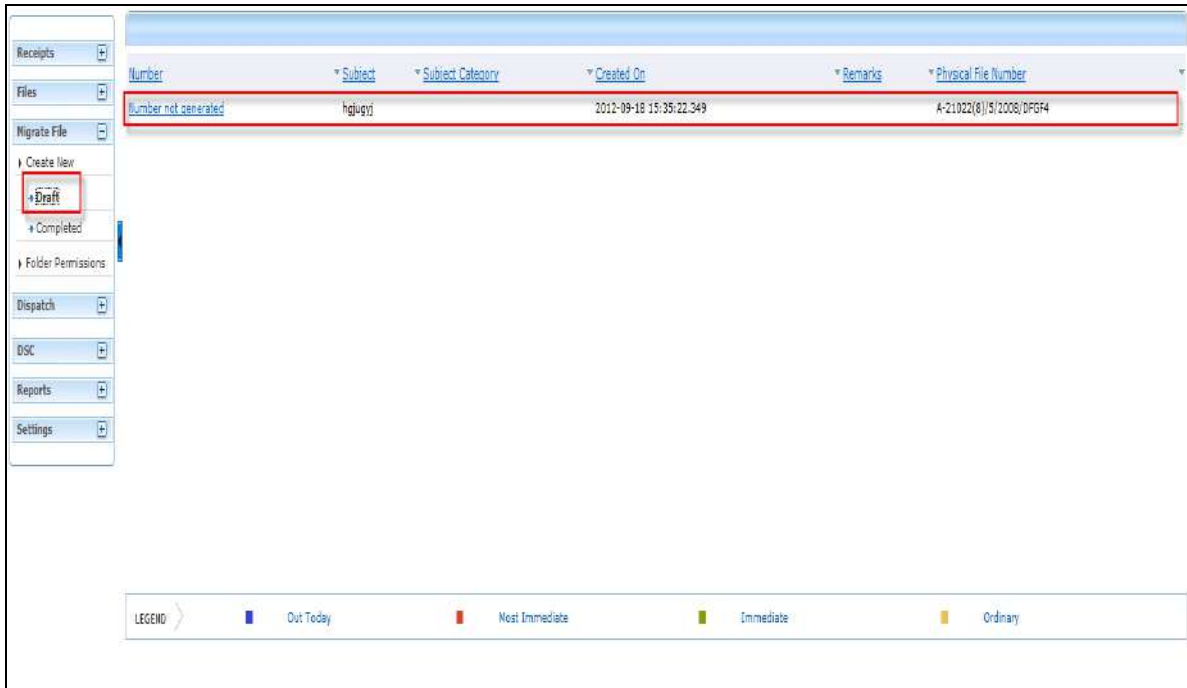 Receipts
Files
Migrate File
Create New
Draft
Completed
Folder Permissions
Dispatch
DSC
Reports
Settings
Number Subject Subject Category Created On Remarks Physical File Number
Number not generated hgjugyj 2012-09-18 15:35:22.349 A-21022(8)/5/2008/DFGF4
LEGEND Out Today Most Immediate Immediate Ordinary